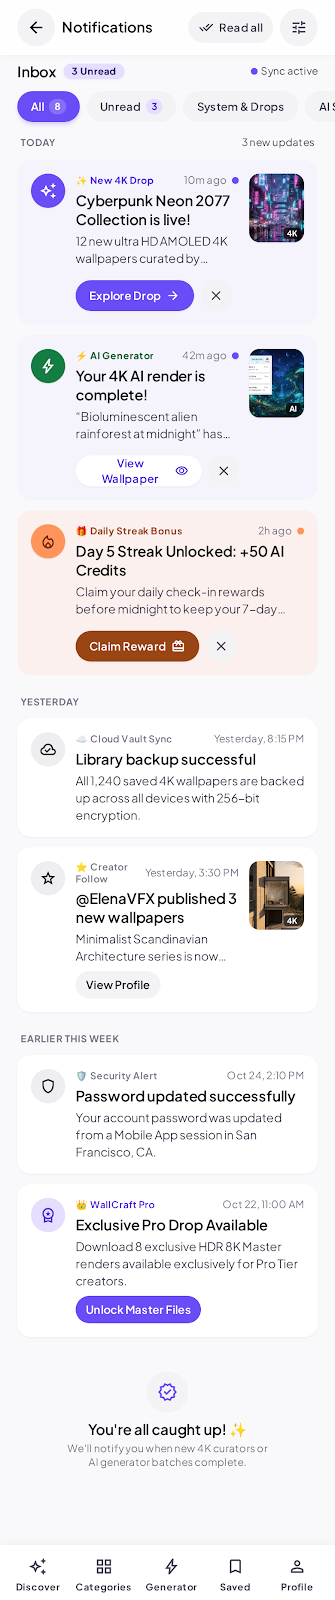 Notifications
Read all
Inbox
3 Unread
Sync active
All 8
Unread 3
System & Drops
AI
TODAY
3 new updates
✨ New 4K Drop
10m ago
Cyberpunk Neon 2077
Collection is live!
12 new ultra HD AMOLED 4K
wallpapers curated by...
4K
Explore Drop
⚡ AI Generator
42m ago
Your 4K AI render is
complete!
"Bioluminescent alien
rainforest at midnight" has...
AI
View
Wallpaper
🎁 Daily Streak Bonus
2h ago
Day 5 Streak Unlocked: +50 AI
Credits
Claim your daily check-in rewards
before midnight to keep your 7-day...
Claim Reward
YESTERDAY
☁️ Cloud Vault Sync
Yesterday, 8:15 PM
Library backup successful
All 1,240 saved 4K wallpapers are backed
up across all devices with 256-bit
encryption.
⭐ Creator
Follow
Yesterday, 3:30 PM
@ElenaVFX published 3
new wallpapers
Minimalist Scandinavian
Architecture series is now...
4K
View Profile
EARLIER THIS WEEK
🛡️ Security Alert
Oct 24, 2:10 PM
Password updated successfully
Your account password was updated
from a Mobile App session in San
Francisco, CA.
👑 WallCraft Pro
Oct 22, 11:00 AM
Exclusive Pro Drop Available
Download 8 exclusive HDR 8K Master
renders available exclusively for Pro Tier
creators.
Unlock Master Files
You're all caught up! ✨
We'll notify you when new 4K curators or
AI generator batches complete.
Discover
Categories
Generator
Saved
Profile